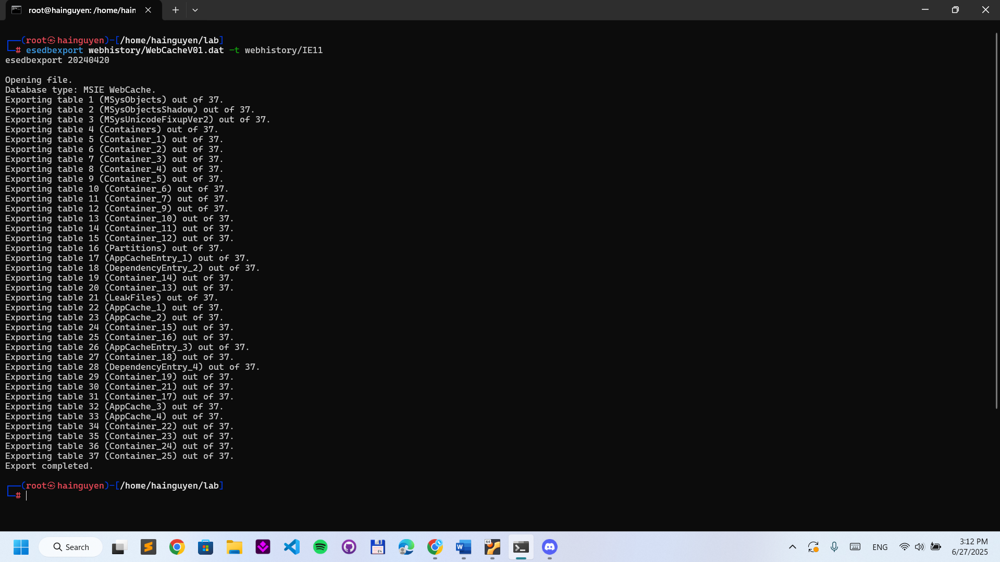 root@hainguyen: /home/hain
┌──(root㉿hainguyen)-[/home/hainguyen/lab]
└─# esedbexport webhistory/WebCacheV01.dat -t webhistory/IE11
esedbexport 20240420
Opening file.
Database type: MSIE WebCache.
Exporting table 1 (MSysObjects) out of 37.
Exporting table 2 (MSysObjectsShadow) out of 37.
Exporting table 3 (MSysUnicodeFixupVer2) out of 37.
Exporting table 4 (Containers) out of 37.
Exporting table 5 (Container_1) out of 37.
Exporting table 6 (Container_2) out of 37.
Exporting table 7 (Container_3) out of 37.
Exporting table 8 (Container_4) out of 37.
Exporting table 9 (Container_5) out of 37.
Exporting table 10 (Container_6) out of 37.
Exporting table 11 (Container_7) out of 37.
Exporting table 12 (Container_9) out of 37.
Exporting table 13 (Container_10) out of 37.
Exporting table 14 (Container_11) out of 37.
Exporting table 15 (Container_12) out of 37.
Exporting table 16 (Partitions) out of 37.
Exporting table 17 (AppCacheEntry_1) out of 37.
Exporting table 18 (DependencyEntry_2) out of 37.
Exporting table 19 (Container_14) out of 37.
Exporting table 20 (Container_13) out of 37.
Exporting table 21 (LeakFiles) out of 37.
Exporting table 22 (AppCache_1) out of 37.
Exporting table 23 (AppCache_2) out of 37.
Exporting table 24 (Container_15) out of 37.
Exporting table 25 (Container_16) out of 37.
Exporting table 26 (AppCacheEntry_3) out of 37.
Exporting table 27 (Container_18) out of 37.
Exporting table 28 (DependencyEntry_4) out of 37.
Exporting table 29 (Container_19) out of 37.
Exporting table 30 (Container_21) out of 37.
Exporting table 31 (Container_17) out of 37.
Exporting table 32 (AppCache_3) out of 37.
Exporting table 33 (AppCache_4) out of 37.
Exporting table 34 (Container_22) out of 37.
Exporting table 35 (Container_23) out of 37.
Exporting table 36 (Container_24) out of 37.
Exporting table 37 (Container_25) out of 37.
Export completed.
┌──(root㉿hainguyen)-[/home/hainguyen/lab]
└─#
Search
64
W
64
ENG
3:12 PM
6/27/2025